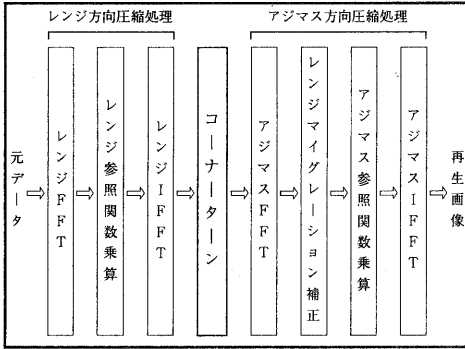 レンジ方向圧縮処理
アジマス方向圧縮処理
元データ
レンジFFT
レンジ参照関数乗算
レンジIFFT
コーナーターン
アジマスFFT
レンジマイグレーション補正
アジマス参照関数乗算
アジマスIFFT
再生画像